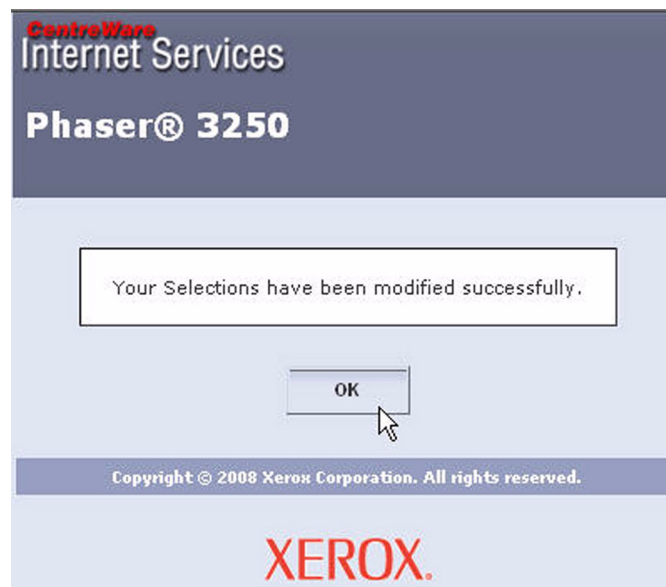 CentreWare
Internet Services
Phaser® 3250
Your Selections have been modified successfully.
OK
Copyright © 2008 Xerox Corporation. All rights reserved.
XEROX.